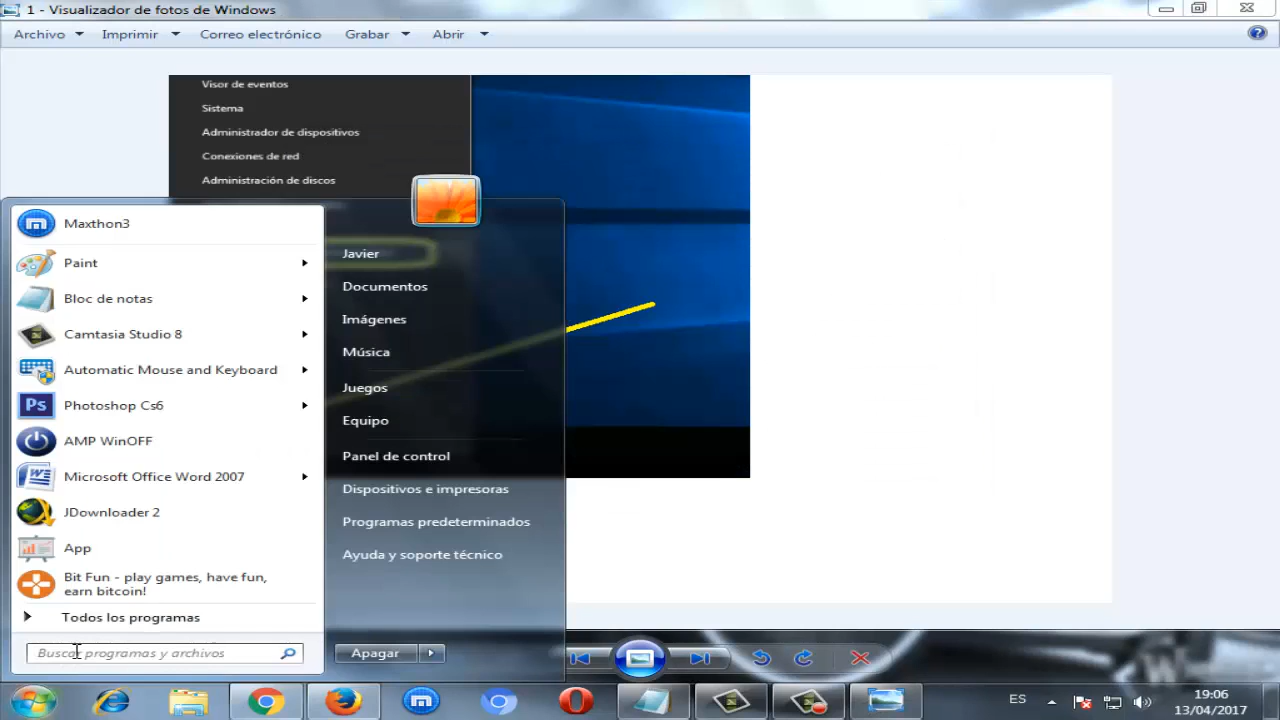 1 - Visualizador de fotos de Windows
Archivo Imprimir Correo electrónico Grabar Abrir
Visor de eventos
Sistema
Administrador de dispositivos
Conexiones de red
Administración de discos
Maxthon3
Paint
Bloc de notas
Camtasia Studio 8
Automatic Mouse and Keyboard
Ps Photoshop Cs6
AMP WinOFF
Microsoft Office Word 2007
JDownloader 2
App
Bit Fun - play games, have fun,
earn bitcoin!
Todos los programas
Buscar programas y archivos
Javier
Documentos
Imágenes
Música
Juegos
Equipo
Panel de control
Dispositivos e impresoras
Programas predeterminados
Ayuda y soporte técnico
Apagar
ES
19:06
13/04/2017